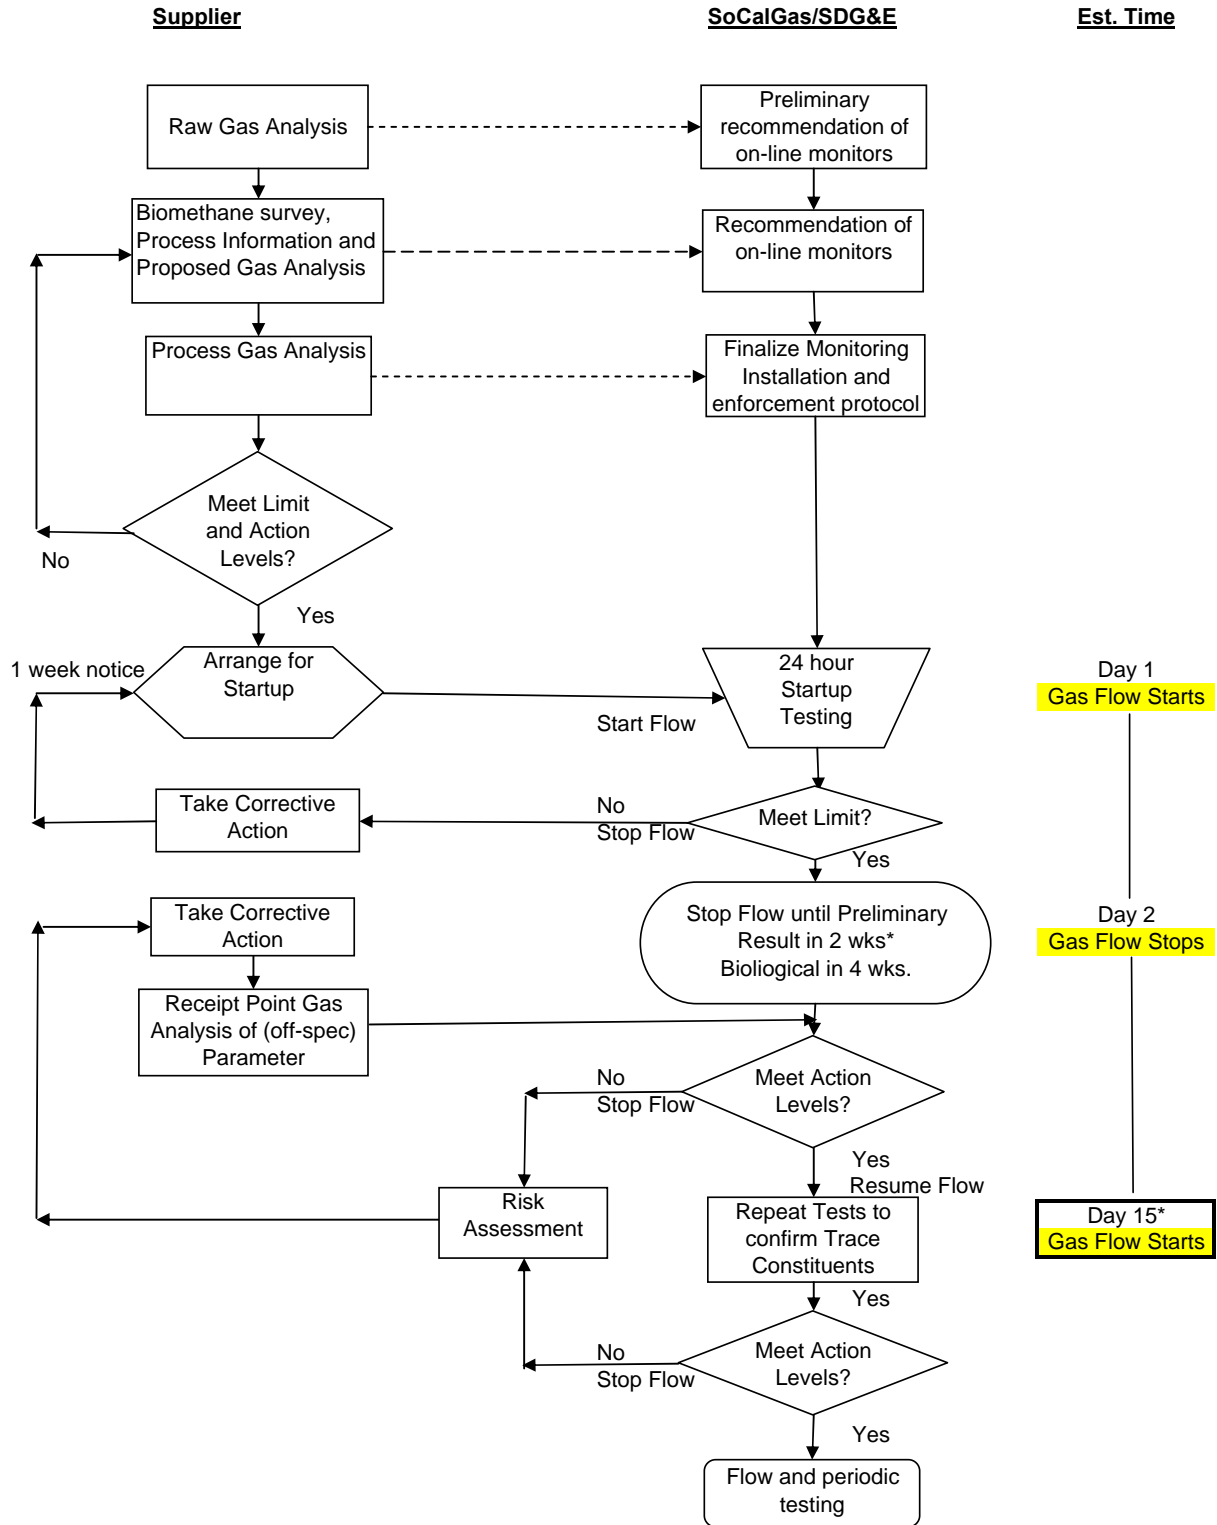 Supplier
SoCalGas/SDG&E
Est. Time
Raw Gas Analysis
Preliminary
recommendation of
on-line monitors
Biomethane survey,
Process Information and
Proposed Gas Analysis
Recommendation of
on-line monitors
Process Gas Analysis
Finalize Monitoring
Installation and
enforcement protocol
Meet Limit
and Action
Levels?
No
Yes
1 week notice
Arrange for
Startup
Start Flow
24 hour
Startup
Testing
Day 1
Gas Flow Starts
Take Corrective
Action
No
Stop Flow
Meet Limit?
Yes
Take Corrective
Action
Stop Flow until Preliminary
Result in 2 wks*
Bioliogical in 4 wks.
Day 2
Gas Flow Stops
Receipt Point Gas
Analysis of (off-spec)
Parameter
No
Stop Flow
Meet Action
Levels?
Yes
Resume Flow
Risk
Assessment
Repeat Tests to
confirm Trace
Constituents
Day 15*
Gas Flow Starts
Yes
No
Stop Flow
Meet Action
Levels?
Yes
Flow and periodic
testing